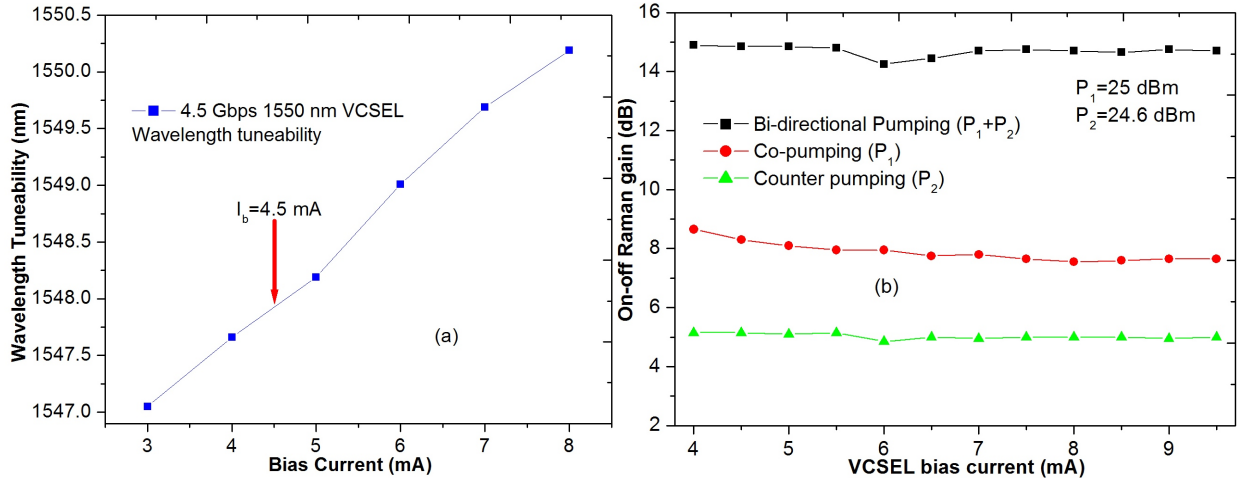 1550.5
1550.0
1549.5
1549.0
1548.5
1548.0
1547.5
1547.0
Wavelength Tuneability (nm)
4.5 Gbps 1550 nm VCSEL
Wavelength tuneability
I_b=4.5 mA
(a)
3 4 5 6 7 8
Bias Current (mA)
16
14
12
10
8
6
4
2
On-off Raman gain (dB)
P_1=25 dBm
P_2=24.6 dBm
Bi-directional Pumping (P_1+P_2)
Co-pumping (P_1)
Counter pumping (P_2)
(b)
4 5 6 7 8 9
VCSEL bias current (mA)